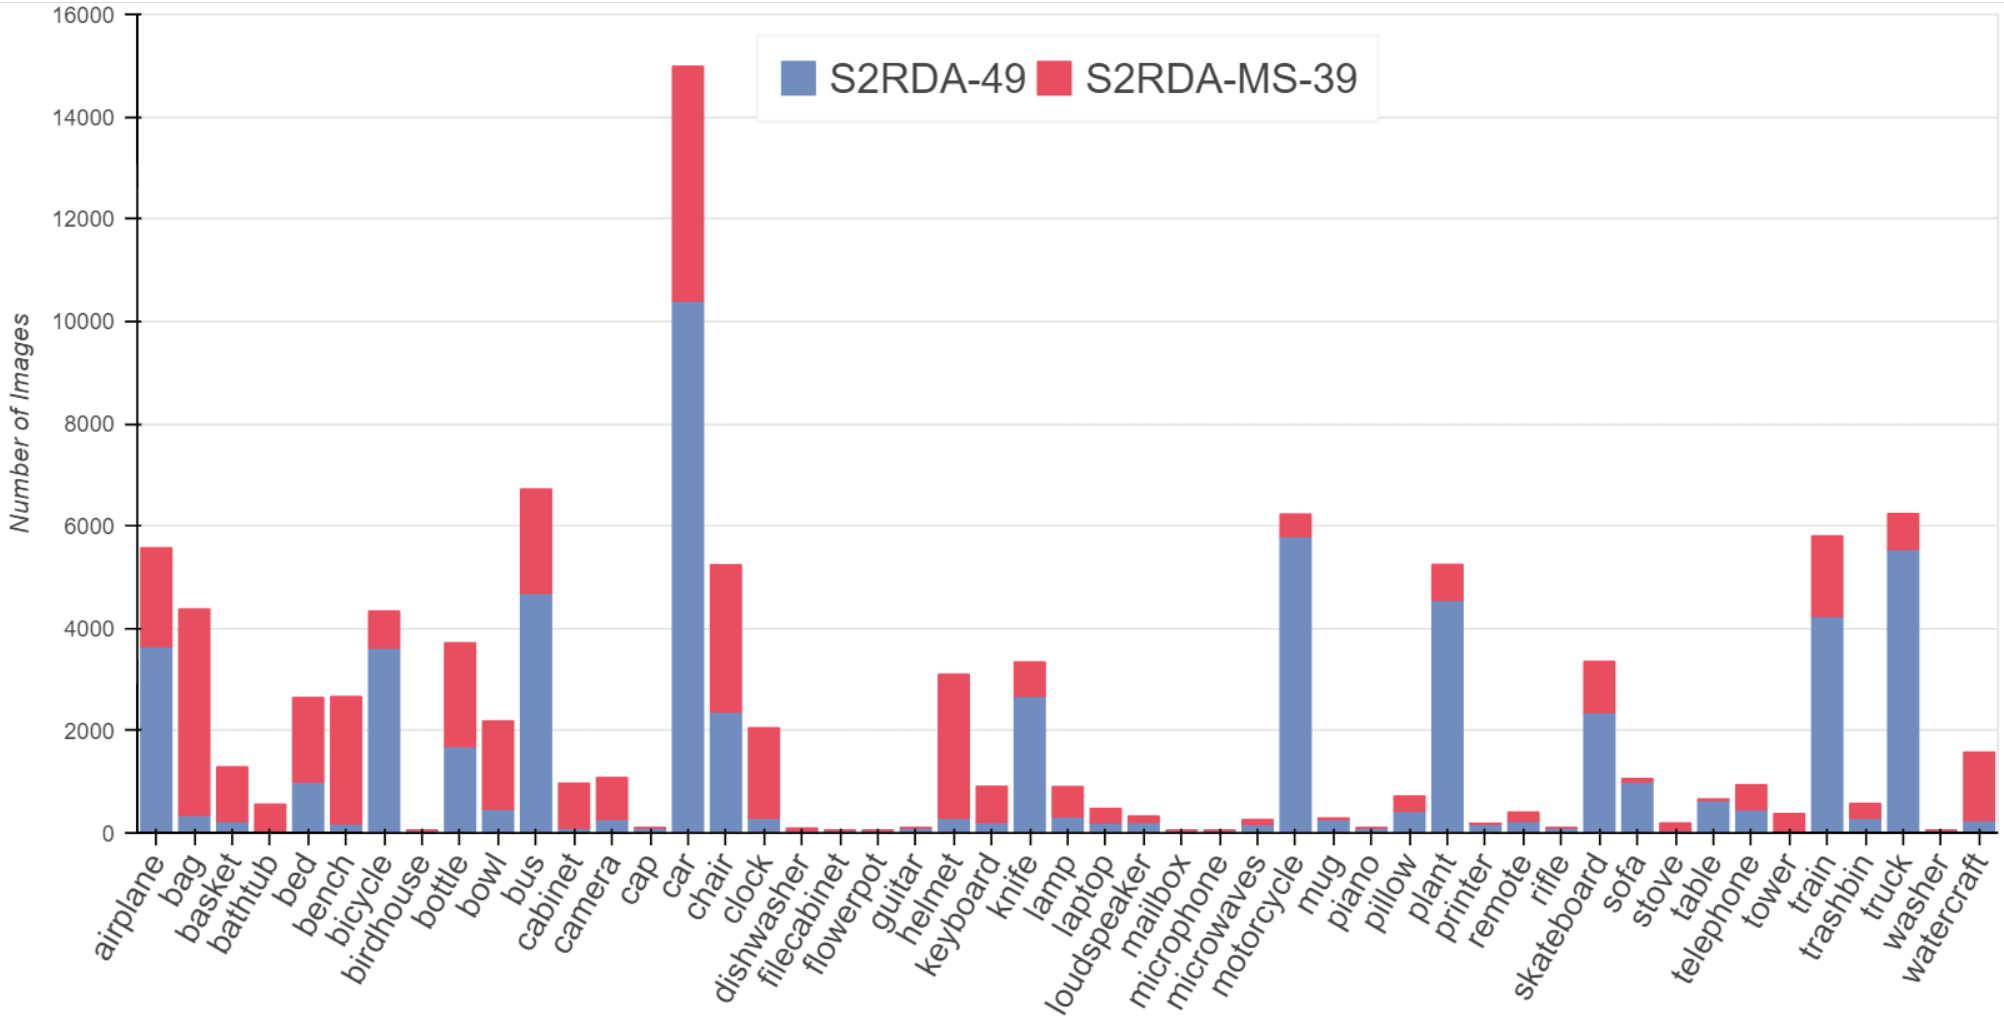 S2RDA-49 S2RDA-MS-39
Number of Images
16000
14000
12000
10000
8000
6000
4000
2000
0
airplane
bag
basket
bathtub
bed
bench
bicycle
birdhouse
bottle
bowl
bus
cabinet
camera
cap
car
chair
clock
dishwasher
filecabinet
flowerpot
guitar
helmet
keyboard
knife
lamp
laptop
loudspeaker
mailbox
microphone
microwaves
motorcycle
mug
piano
pillow
plant
printer
remote
rifle
skateboard
sofa
stove
table
telephone
tower
train
trashbin
truck
washer
watercraft